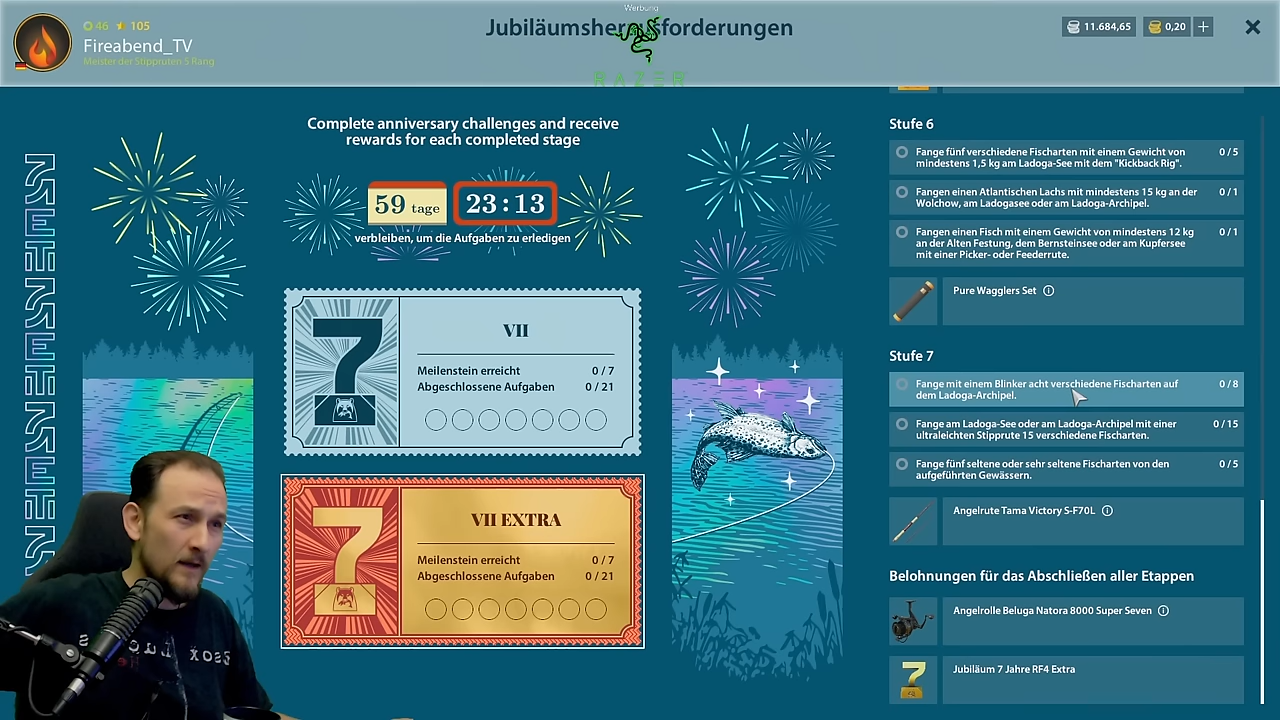 Werbung
46 105
Fireabend_TV
Meister der Stippruten 5 Rang
Jubiläumsherausforderungen
RAZER
11.684,65
0,20
Complete anniversary challenges and receive
rewards for each completed stage
59 tage
23:13
verbleiben, um die Aufgaben zu erledigen
7
VII
Meilenstein erreicht 0 / 7
Abgeschlossene Aufgaben 0 / 21
7
VII EXTRA
Meilenstein erreicht 0 / 7
Abgeschlossene Aufgaben 0 / 21
Esox Luc
Stufe 6
Fange fünf verschiedene Fischarten mit einem Gewicht von 0 / 5
mindestens 1,5 kg am Ladoga-See mit dem "Kickback Rig".
Fangen einen Atlantischen Lachs mit mindestens 15 kg an der 0 / 1
Wolchow, am Ladogasee oder am Ladoga-Archipel.
Fangen einen Fisch mit einem Gewicht von mindestens 12 kg 0 / 1
an der Alten Festung, dem Bernsteinsee oder am Kupfersee
mit einer Picker- oder Feederrute.
Pure Wagglers Set
Stufe 7
Fange mit einem Blinker acht verschiedene Fischarten auf 0 / 8
dem Ladoga-Archipel.
Fange am Ladoga-See oder am Ladoga-Archipel mit einer 0 / 15
ultraleichten Stipprute 15 verschiedene Fischarten.
Fange fünf seltene oder sehr seltene Fischarten von den 0 / 5
aufgeführten Gewässern.
Angelrute Tama Victory S-F70L
Belohnungen für das Abschließen aller Etappen
Angelrolle Beluga Natora 8000 Super Seven
7
Jubiläum 7 Jahre RF4 Extra